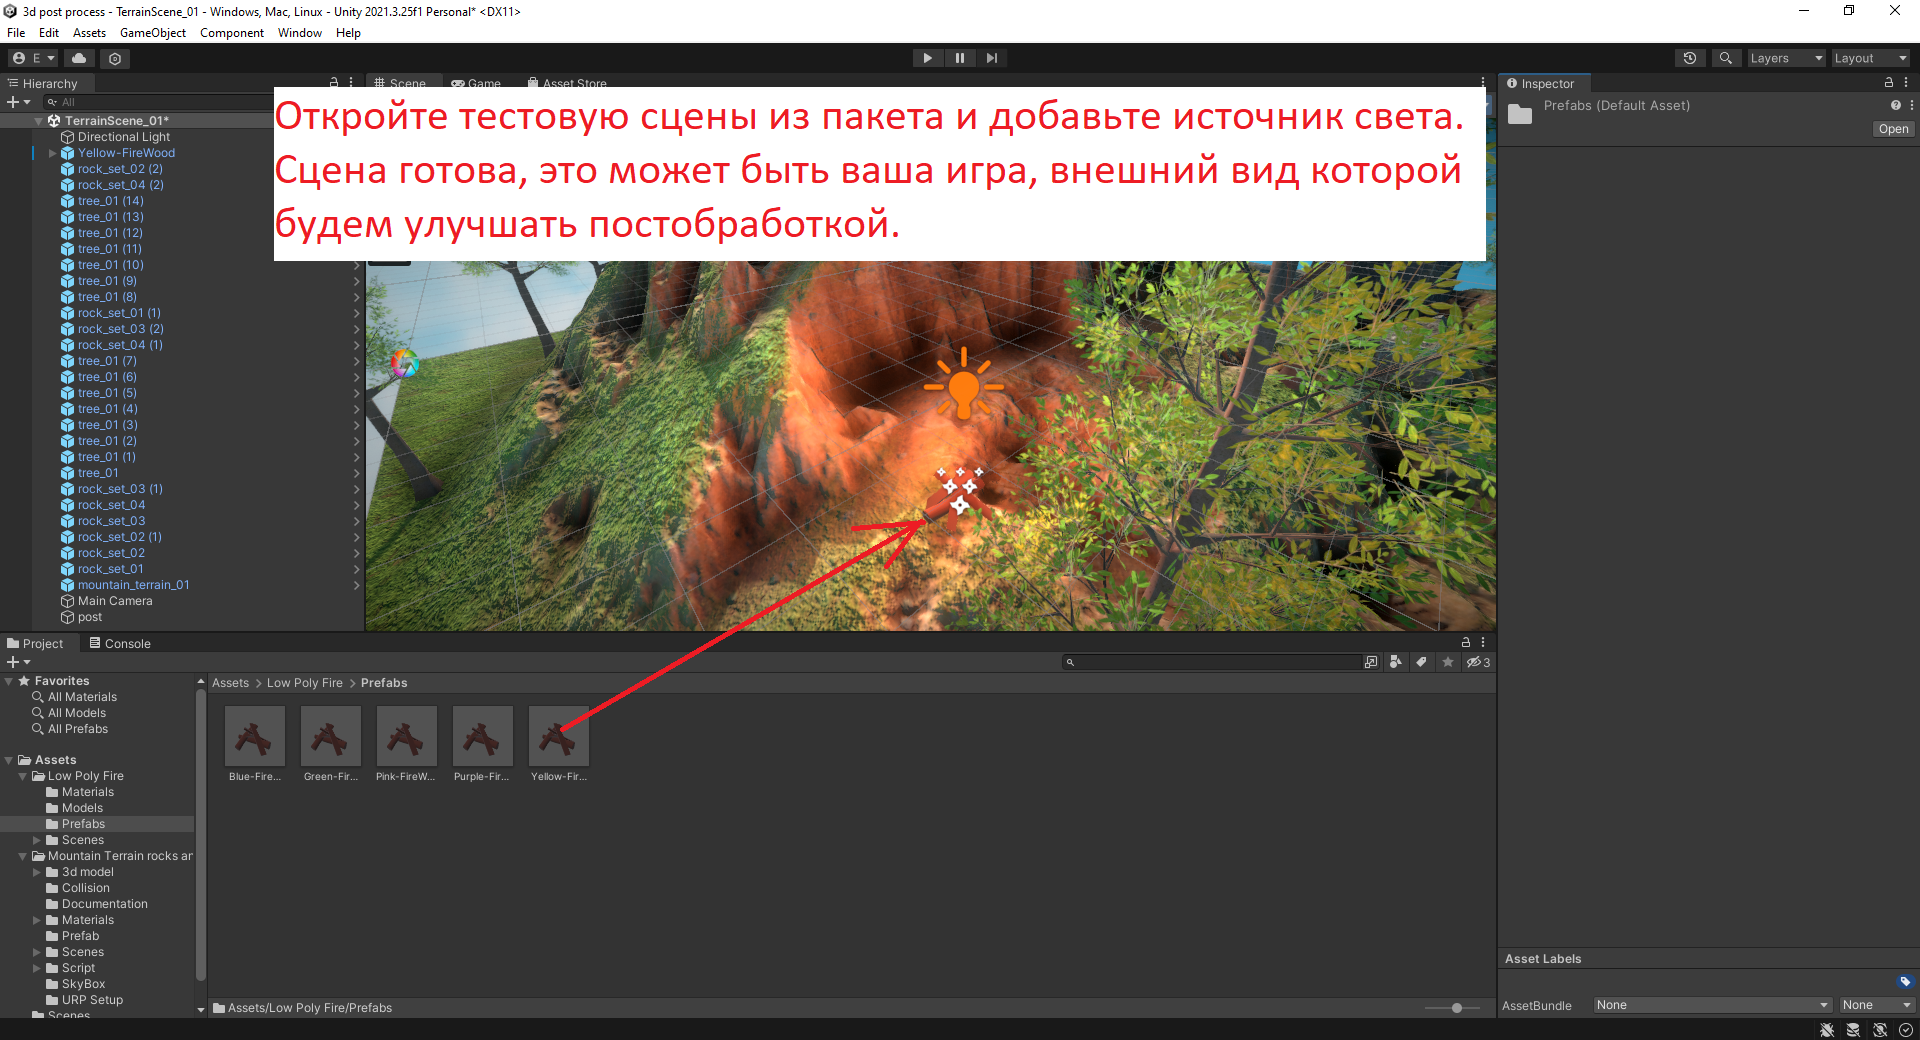 3d post process - TerrainScene_01 - Windows, Mac, Linux - Unity 2021.3.25f1 Personal* <DX11>
File Edit Assets GameObject Component Window Help
E
Layers
Layout
Hierarchy
Scene
Game
Asset Store
Inspector
All
Prefabs (Default Asset)
Open
Откройте тестовую сцены из пакета и добавьте источник света.
Сцена готова, это может быть ваша игра, внешний вид которой
будем улучшать постобработкой.
TerrainScene_01*
Directional Light
Yellow-FireWood
rock_set_02 (2)
rock_set_04 (2)
tree_01 (14)
tree_01 (13)
tree_01 (12)
tree_01 (11)
tree_01 (10)
tree_01 (9)
tree_01 (8)
rock_set_01 (1)
rock_set_03 (2)
rock_set_04 (1)
tree_01 (7)
tree_01 (6)
tree_01 (5)
tree_01 (4)
tree_01 (3)
tree_01 (2)
tree_01 (1)
tree_01
rock_set_03 (1)
rock_set_04
rock_set_03
rock_set_02 (1)
rock_set_02
rock_set_01
mountain_terrain_01
Main Camera
post
Project
Console
3
Favorites
All Materials
All Models
All Prefabs
Assets
Low Poly Fire
Materials
Models
Prefabs
Scenes
Mountain Terrain rocks ar
3d model
Collision
Documentation
Materials
Prefab
Scenes
Script
SkyBox
URP Setup
Scenes
Assets > Low Poly Fire > Prefabs
Blue-Fire...
Green-Fir...
Pink-FireW...
Purple-Fir...
Yellow-Fir...
Assets/Low Poly Fire/Prefabs
Asset Labels
AssetBundle
None
None